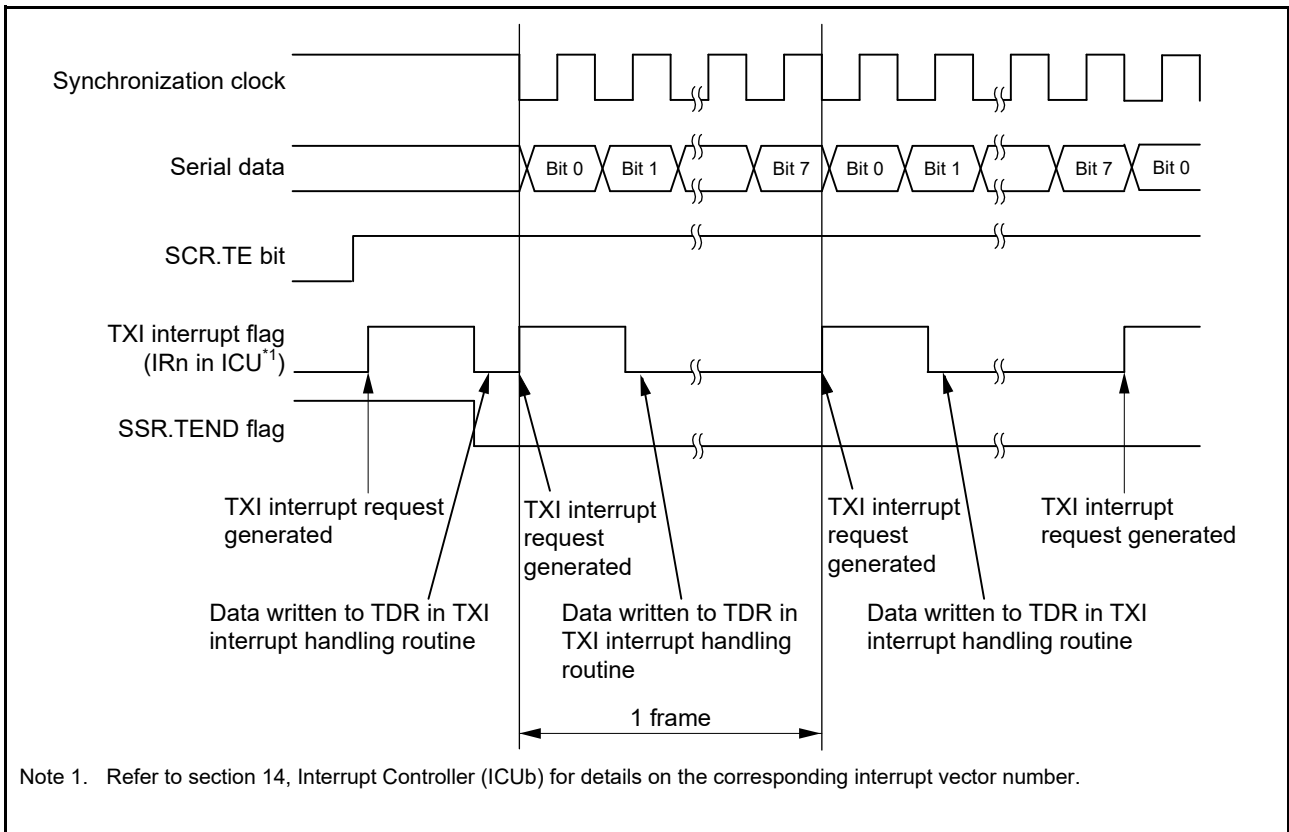 Synchronization clock
Serial data
Bit 0 Bit 1 Bit 7 Bit 0 Bit 1 Bit 7 Bit 0
SCR.TE bit
TXI interrupt flag
(IRn in ICU*1)
SSR.TEND flag
TXI interrupt request
generated
TXI interrupt
request
generated
TXI interrupt
request
generated
TXI interrupt
request generated
Data written to TDR in TXI
interrupt handling routine
Data written to TDR in
TXI interrupt handling
routine
Data written to TDR in TXI
interrupt handling routine
1 frame
Note 1. Refer to section 14, Interrupt Controller (ICUb) for details on the corresponding interrupt vector number.